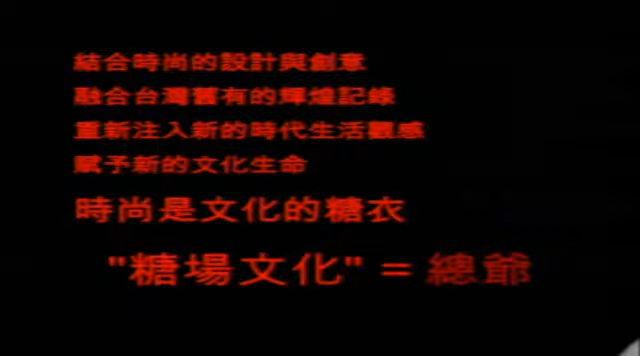 結合時尚的設計與創意
融合台灣舊有的輝煌記錄
重新注入新的時代生活觀感
賦予新的文化生命
時尚是文化的糖衣
"糖場文化" = 總爺